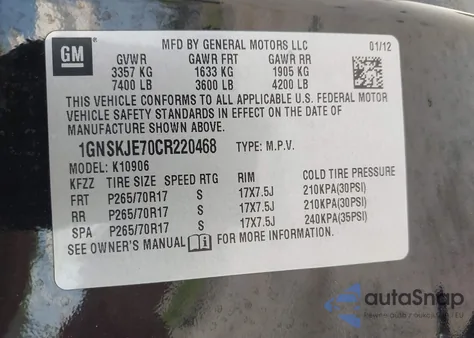 GM
MFD BY GENERAL MOTORS LLC
01/12
GVWR GAWR FRT GAWR RR
3357 KG 1633 KG 1905 KG
7400 LB 3600 LB 4200 LB
THIS VEHICLE CONFORMS TO ALL APPLICABLE U.S. FEDERAL MOTOR
VEHICLE SAFETY STANDARDS IN EFFECT ON THE DATE OF
MANUFACTURE SHOWN ABOVE.
1GNSKJE70CR220468 TYPE: M.P.V.
MODEL: K10906
KFZZ TIRE SIZE SPEED RTG RIM COLD TIRE PRESSURE
FRT P265/70R17 S 17X7.5J 210KPA(30PSI)
RR P265/70R17 S 17X7.5J 210KPA(30PSI)
SPA P265/70R17 S 17X7.5J 240KPA(35PSI)
SEE OWNER'S MANUAL FOR MORE INFORMATION.
autoSnap